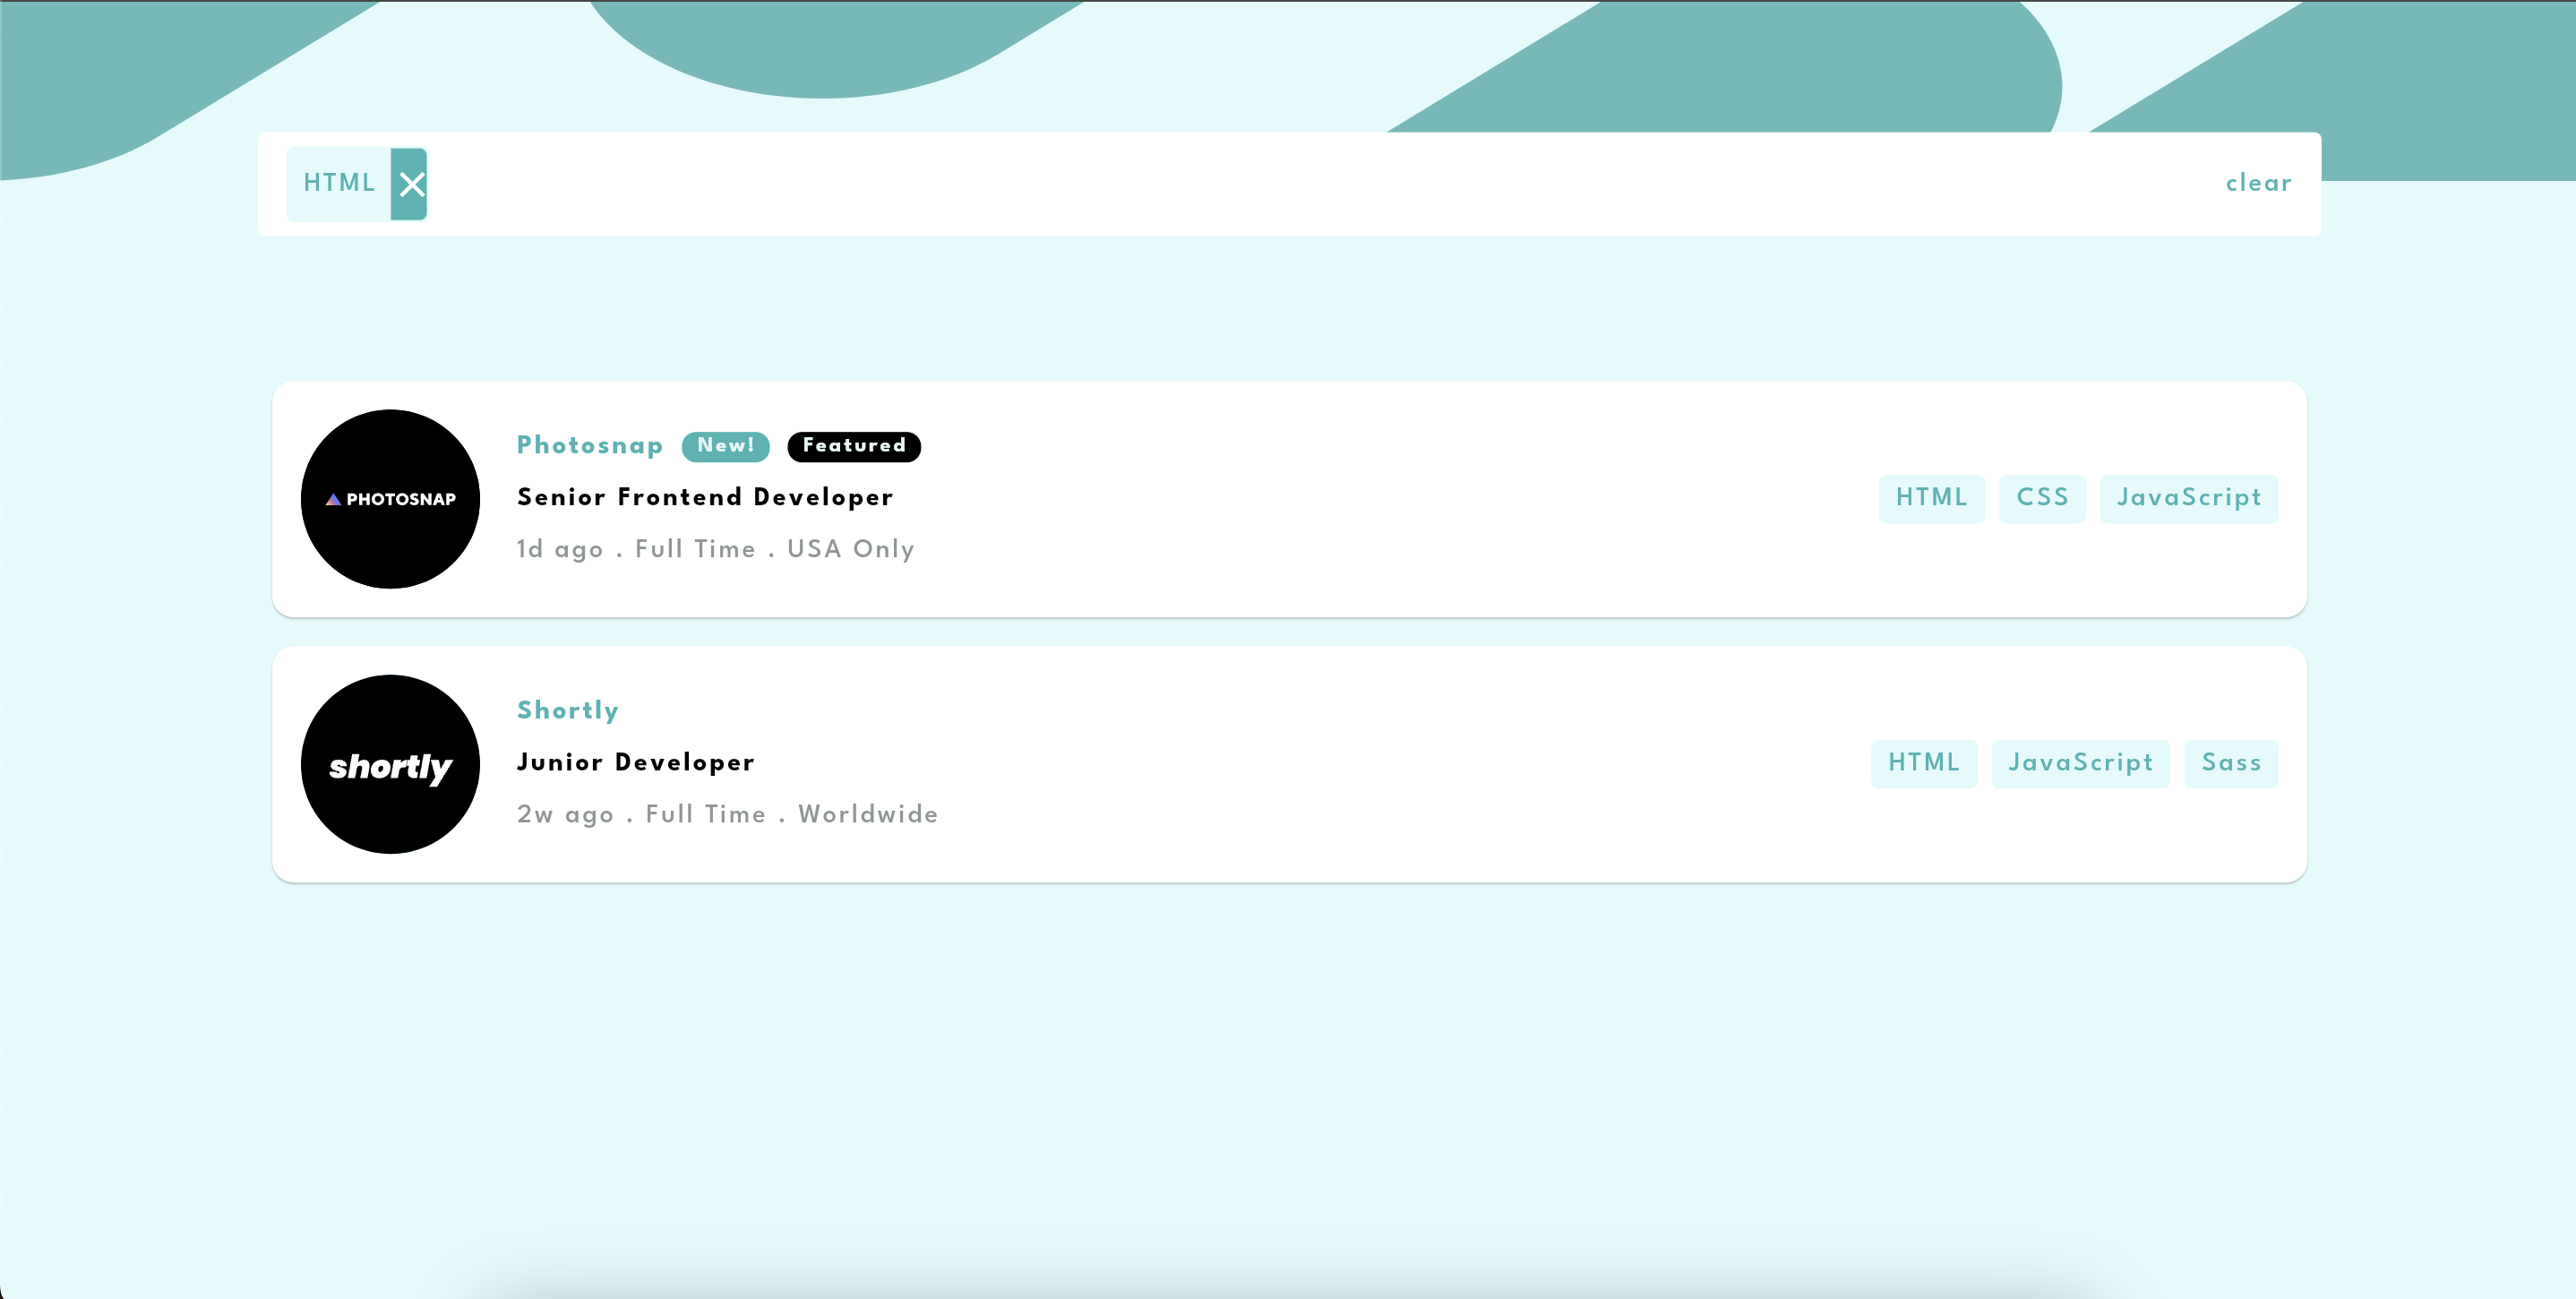 HTML
clear
PHOTOSNAP
Photosnap New! Featured
Senior Frontend Developer
1d ago . Full Time . USA Only
HTML CSS JavaScript
shortly
Shortly
Junior Developer
2w ago . Full Time . Worldwide
HTML JavaScript Sass